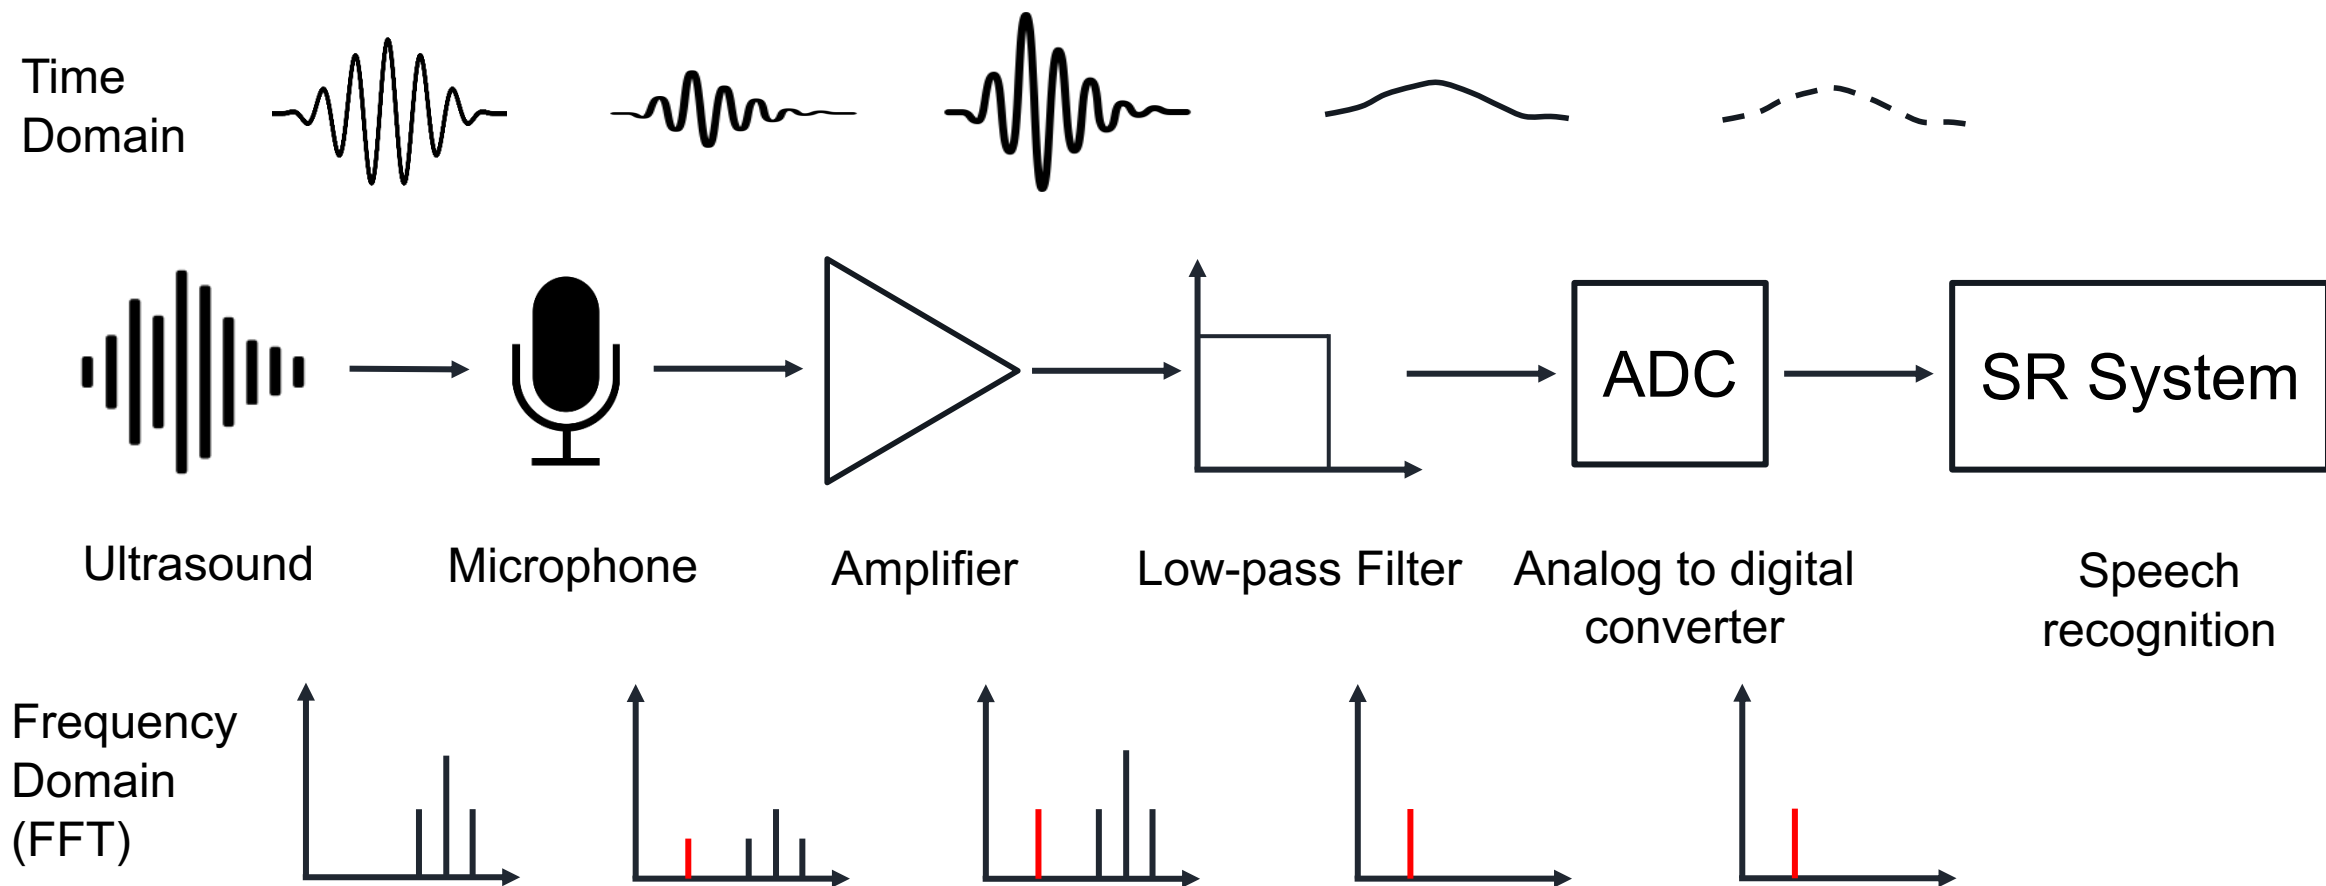 Time
Domain
ADC
SR System
Ultrasound
Microphone
Amplifier
Low-pass Filter
Analog to digital
converter
Speech
recognition
Frequency
Domain
(FFT)